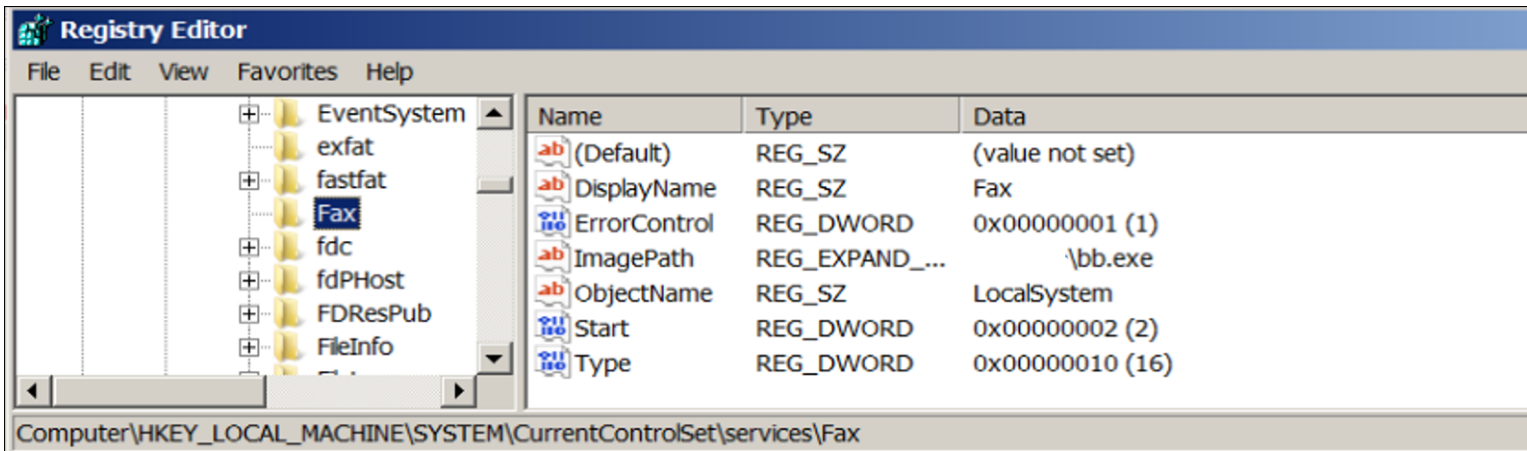 Registry Editor
File Edit View Favorites Help
EventSystem
exfat
fastfat
Fax
fdc
fdPHost
FDResPub
FileInfo
Name Type Data
(Default) REG_SZ (value not set)
DisplayName REG_SZ Fax
ErrorControl REG_DWORD 0x00000001 (1)
ImagePath REG_EXPAND_... \bb.exe
ObjectName REG_SZ LocalSystem
Start REG_DWORD 0x00000002 (2)
Type REG_DWORD 0x00000010 (16)
Computer\HKEY_LOCAL_MACHINE\SYSTEM\CurrentControlSet\services\Fax